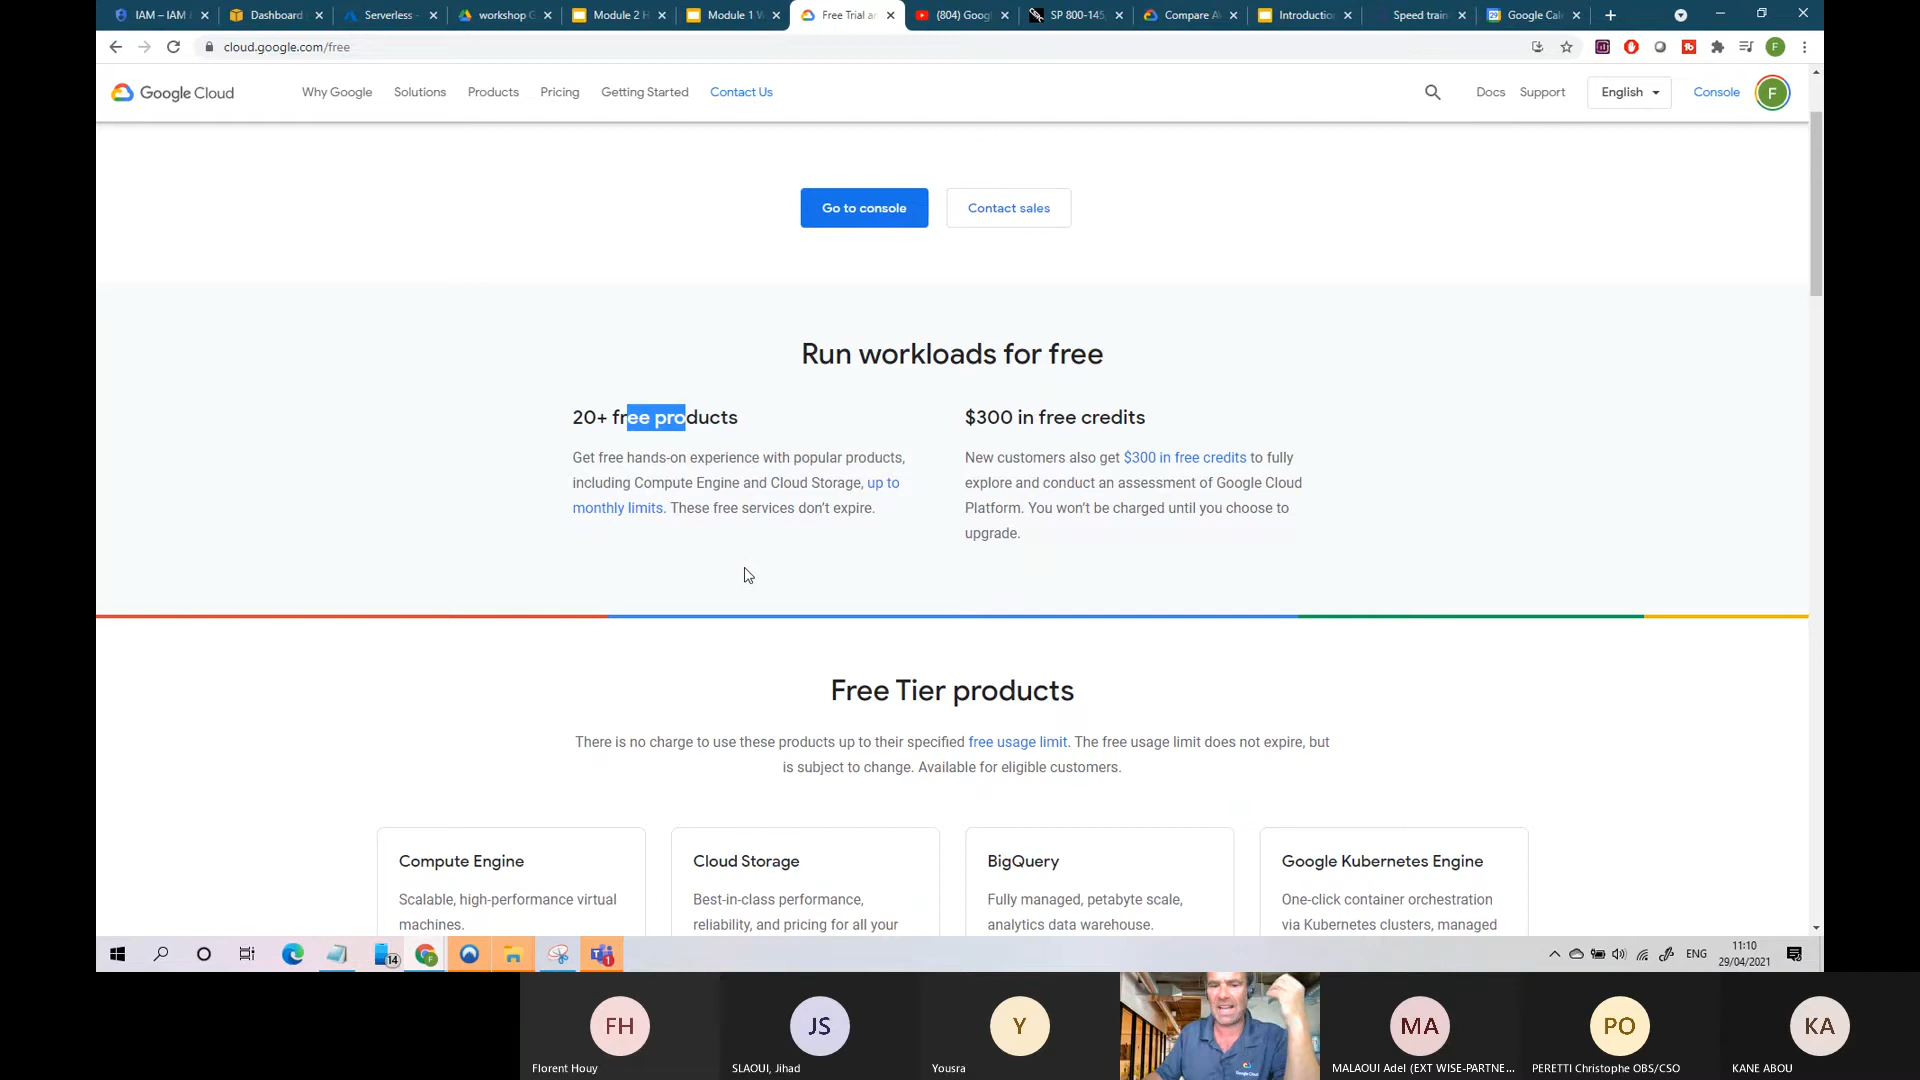 IAM – IAM
Dashboard
Serverless -
workshop G
Module 2 H
Module 1 W
Free Trial a
(804) Goog
SP 800-145,
Compare A
Introduction
Speed train
Google Cal
cloud.google.com/free
Google Cloud
Why Google
Solutions
Products
Pricing
Getting Started
Contact Us
Docs
Support
English
Console
F
Go to console
Contact sales
Run workloads for free
20+ free products
$300 in free credits
Get free hands-on experience with popular products,
including Compute Engine and Cloud Storage, up to
monthly limits. These free services don't expire.
New customers also get $300 in free credits to fully
explore and conduct an assessment of Google Cloud
Platform. You won't be charged until you choose to
upgrade.
Free Tier products
There is no charge to use these products up to their specified free usage limit. The free usage limit does not expire, but
is subject to change. Available for eligible customers.
Compute Engine
Scalable, high-performance virtual
machines.
Cloud Storage
Best-in-class performance,
reliability, and pricing for all your
BigQuery
Fully managed, petabyte scale,
analytics data warehouse.
Google Kubernetes Engine
One-click container orchestration
via Kubernetes clusters, managed
14
1
ENG
11:10
29/04/2021
FH
Florent Houy
JS
SLAOUI, Jihad
Y
Yousra
Google Cloud
MA
MALAOUI Adel (EXT WISE-PARTNE...
PO
PERETTI Christophe OBS/CSO
KA
KANE ABOU